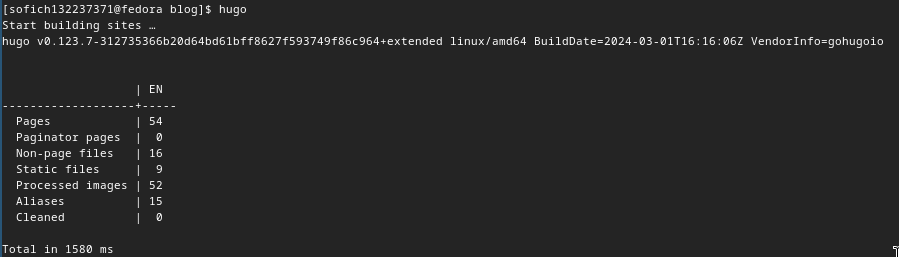 [sofich132237371@fedora blog]$ hugo
Start building sites …
hugo v0.123.7-312735366b20d64bd61bff8627f593749f86c964+extended linux/amd64 BuildDate=2024-03-01T16:16:06Z VendorInfo=gohugoio
                   | EN
-------------------+-----
  Pages            | 54
  Paginator pages  |  0
  Non-page files   | 16
  Static files     |  9
  Processed images | 52
  Aliases          | 15
  Cleaned          |  0
Total in 1580 ms